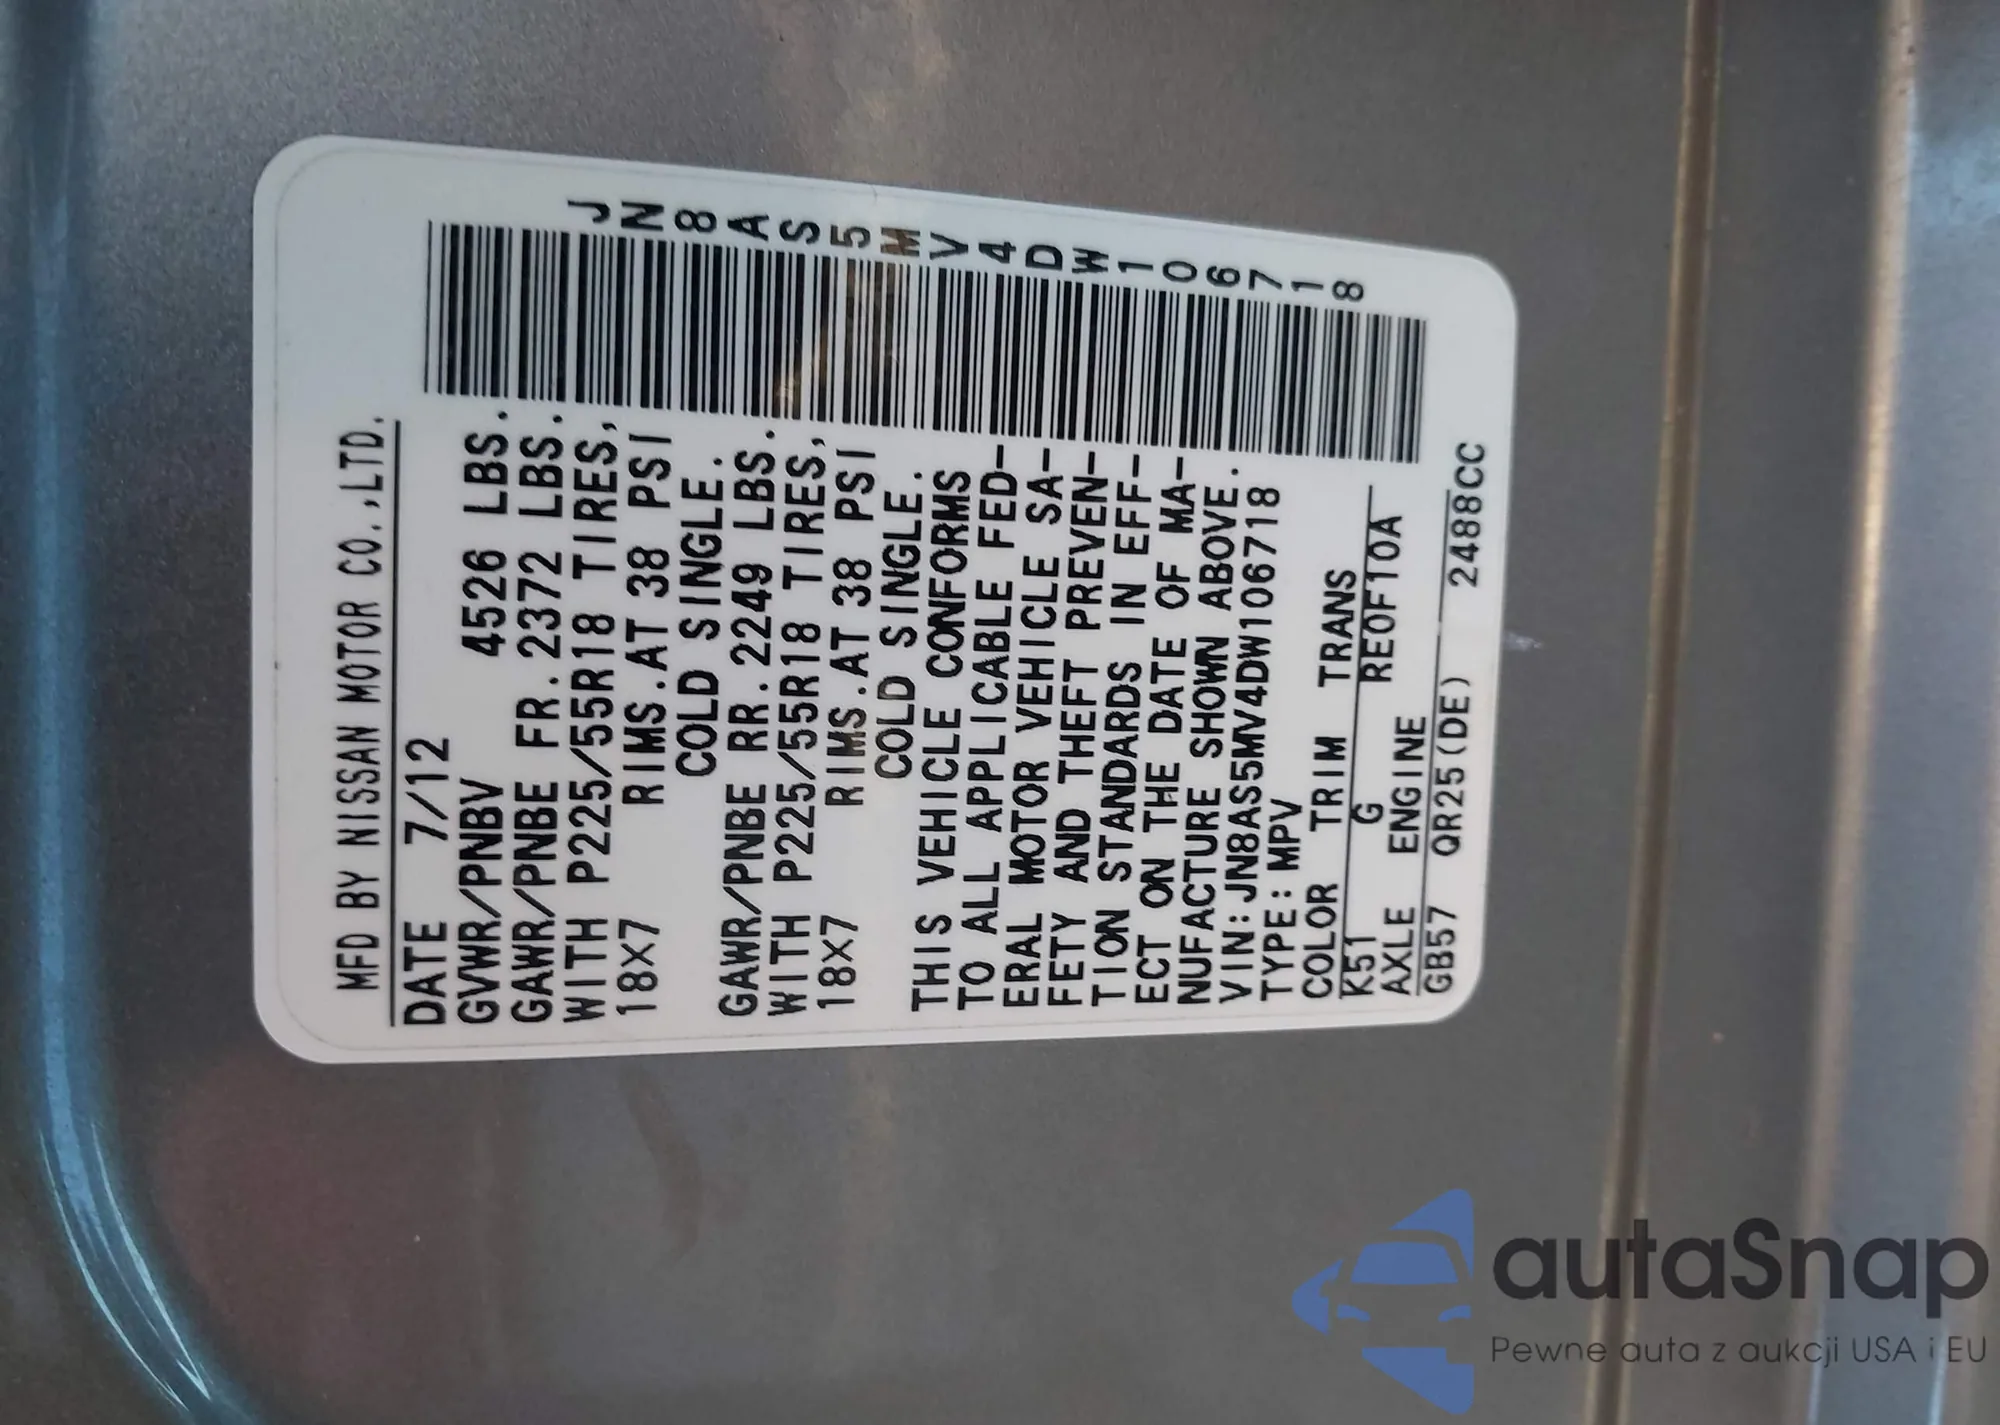 MFD BY NISSAN MOTOR CO.,LTD.
DATE 7/12
GVWR/PNBV 4526 LBS.
GAWR/PNBE FR.2372 LBS.
WITH P225/55R18 TIRES,
18X7 RIMS.AT 38 PSI
COLD SINGLE.
GAWR/PNBE RR.2249 LBS.
WITH P225/55R18 TIRES,
18X7 RIMS.AT 38 PSI
COLD SINGLE.
THIS VEHICLE CONFORMS
TO ALL APPLICABLE FED-
ERAL MOTOR VEHICLE SA-
FETY AND THEFT PREVEN-
TION STANDARDS IN EFF-
ECT ON THE DATE OF MA-
NUFACTURE SHOWN ABOVE.
VIN:JN8AS5MV4DW106718
TYPE:MPV
COLOR TRIM TRANS
K51 G RE0F10A
AXLE ENGINE
GB57 QR25(DE) 2488CC
JN8AS5MV4DW106718
autaSnap
Pewne auta z aukcji USA i EU